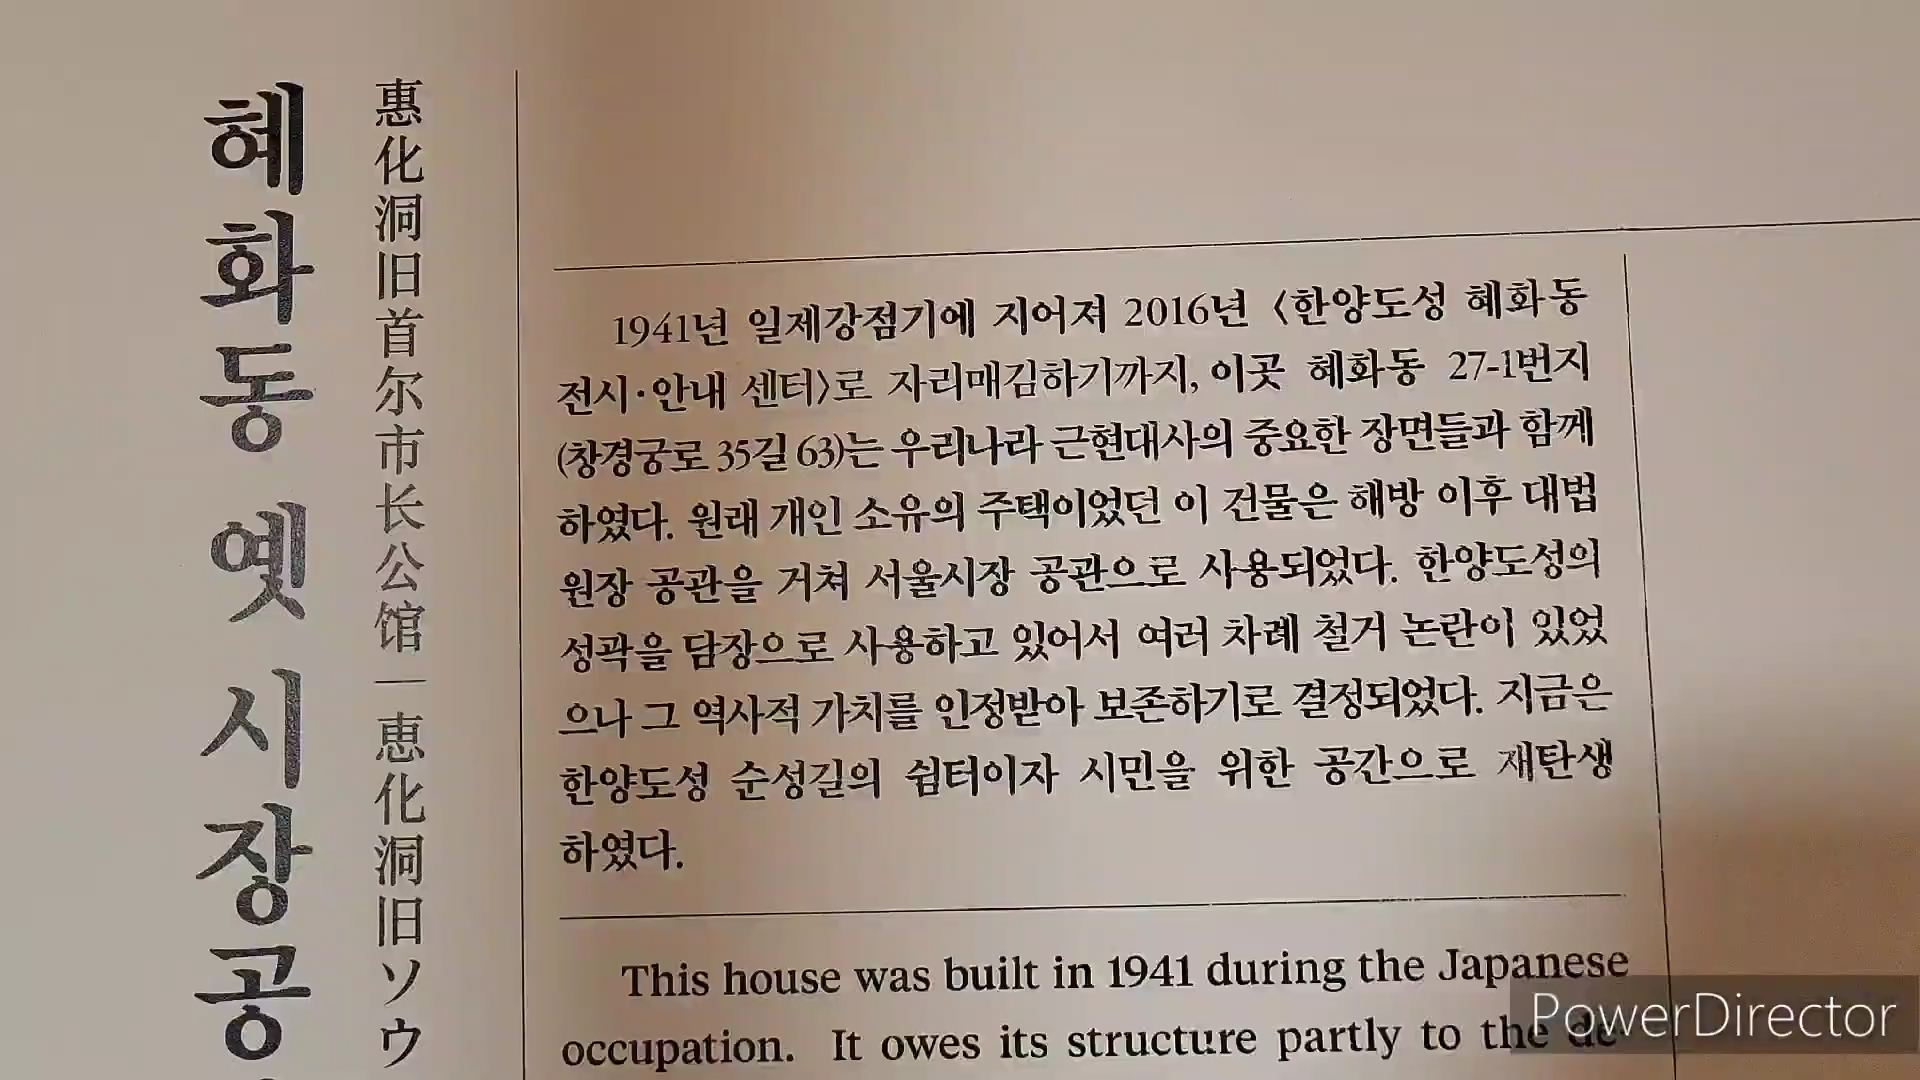 혜화동 옛 시장공
惠化洞旧首尔市长公馆 | 恵化洞旧ソウ
1941년 일제강점기에 지어져 2016년 〈한양도성 혜화동
전시·안내 센터〉로 자리매김하기까지, 이곳 혜화동 27-1번지
(창경궁로 35길 63)는 우리나라 근현대사의 중요한 장면들과 함께
하였다. 원래 개인 소유의 주택이었던 이 건물은 해방 이후 대법
원장 공관을 거쳐 서울시장 공관으로 사용되었다. 한양도성의
성곽을 담장으로 사용하고 있어서 여러 차례 철거 논란이 있었
으나 그 역사적 가치를 인정받아 보존하기로 결정되었다. 지금은
한양도성 순성길의 쉼터이자 시민을 위한 공간으로 재탄생
하였다.
This house was built in 1941 during the Japanese
occupation. It owes its structure partly to the de
PowerDirector